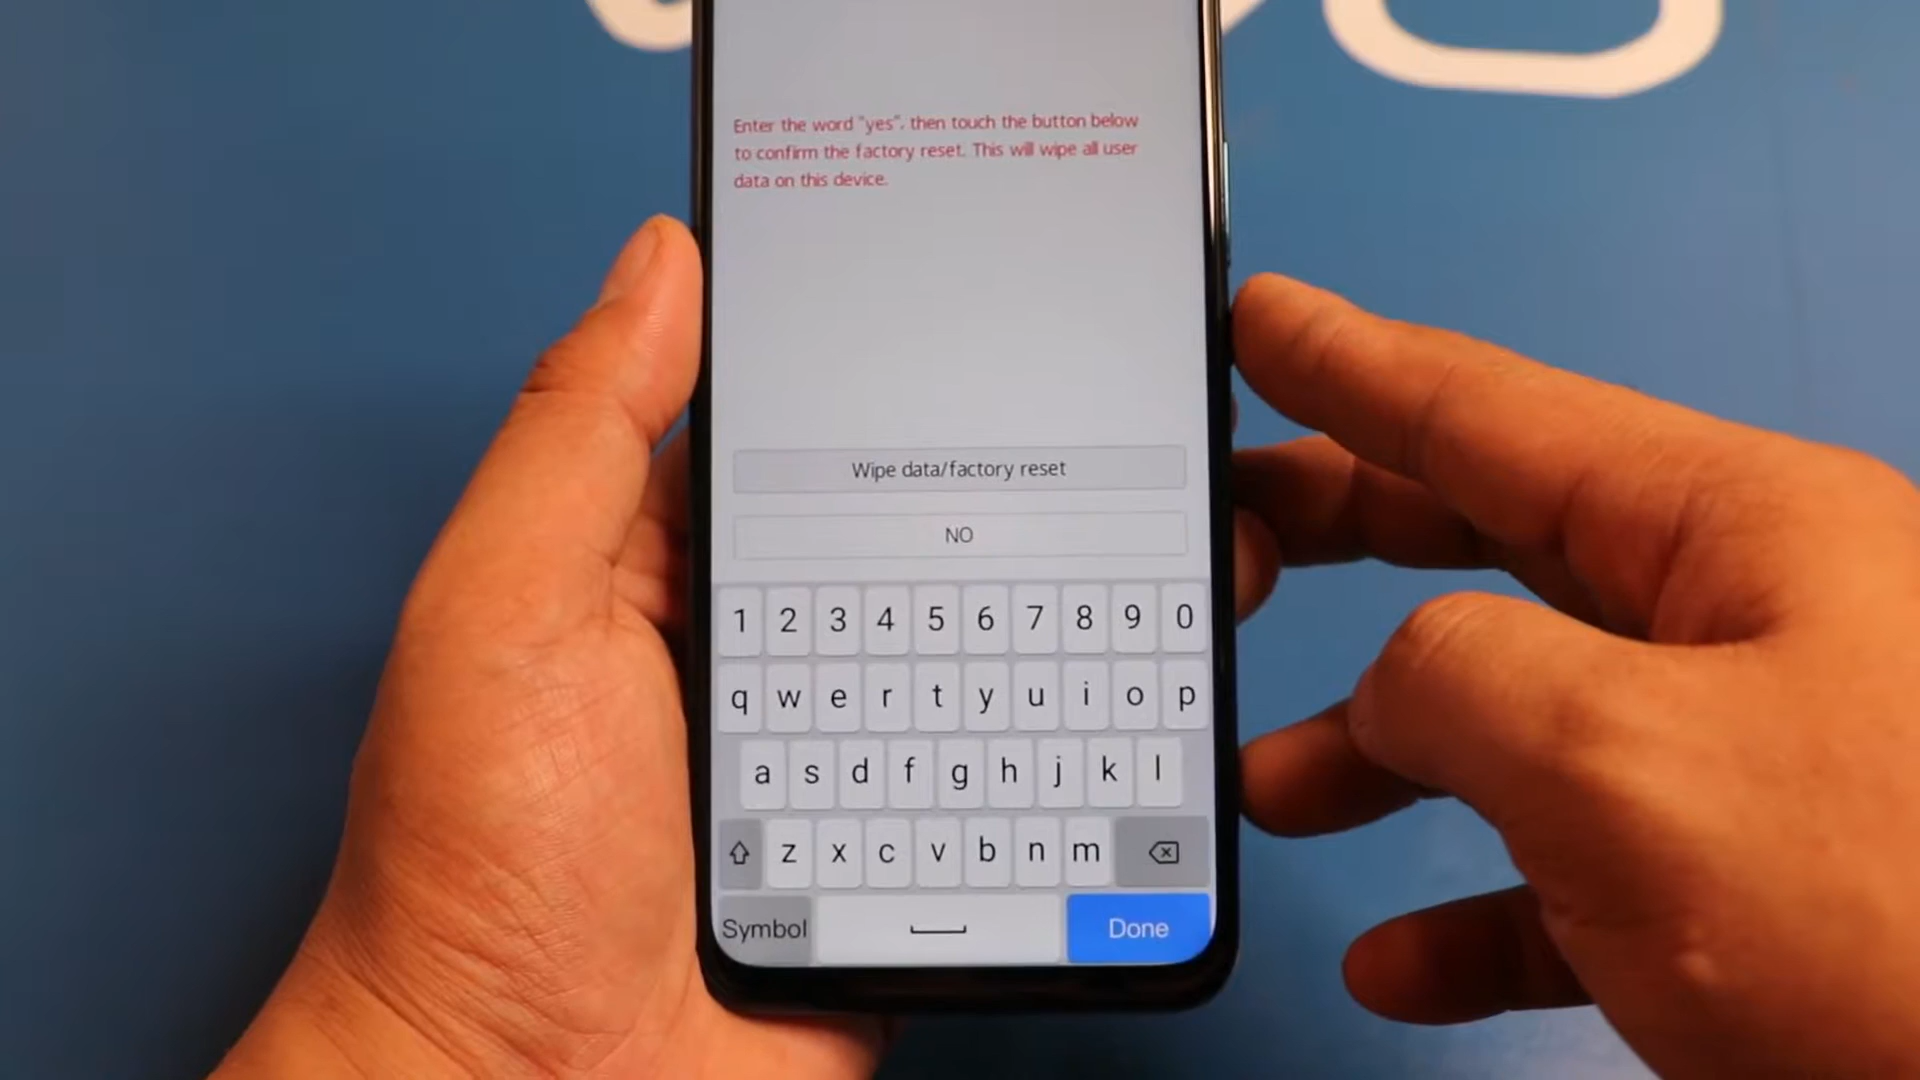 Enter the word "yes", then touch the button below
to confirm the factory reset. This will wipe all user
data on this device.
Wipe data/factory reset
NO
1 2 3 4 5 6 7 8 9 0
q w e r t y u i o p
a s d f g h j k l
z x c v b n m
Symbol Done